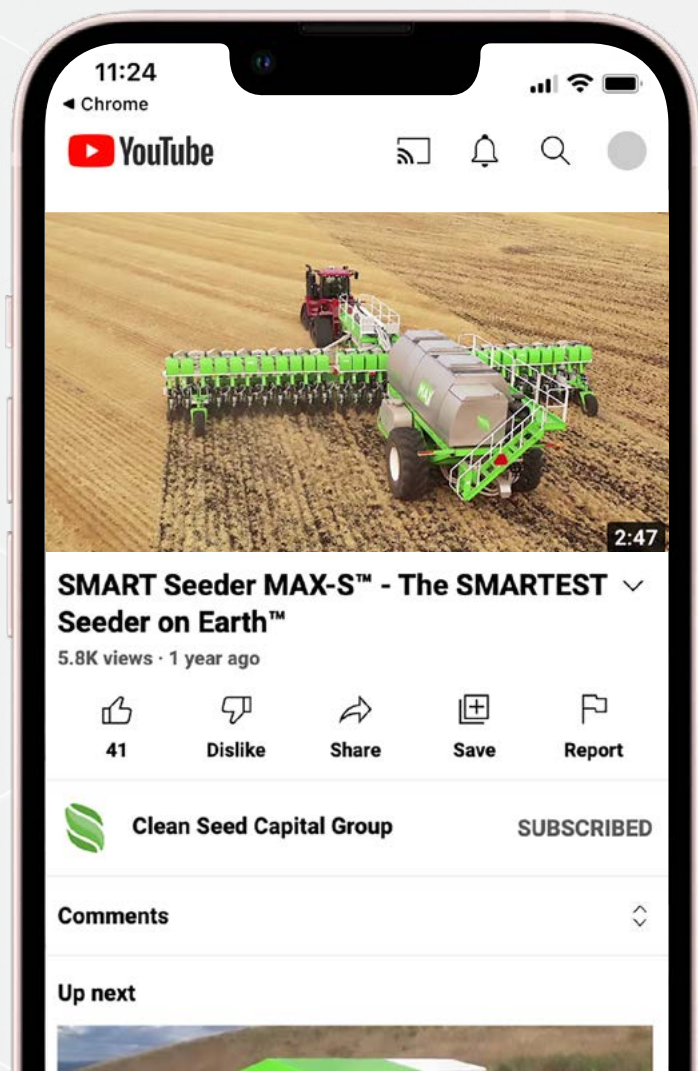 11:24
◀ Chrome
YouTube
MAX
2:47
SMART Seeder MAX-S™ - The SMARTEST
Seeder on Earth™
5.8K views · 1 year ago
41
Dislike
Share
Save
Report
Clean Seed Capital Group
SUBSCRIBED
Comments
Up next